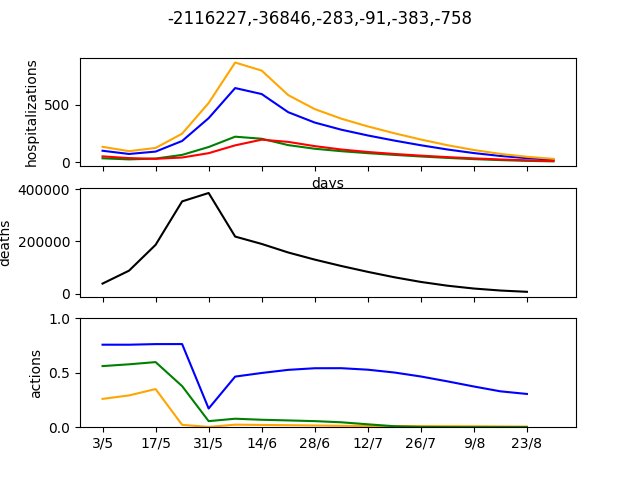 -2116227,-36846,-283,-91,-383,-758
hospitalizations
500
0
days
deaths
400000
200000
0
actions
1.0
0.5
0.0
3/5 17/5 31/5 14/6 28/6 12/7 26/7 9/8 23/8